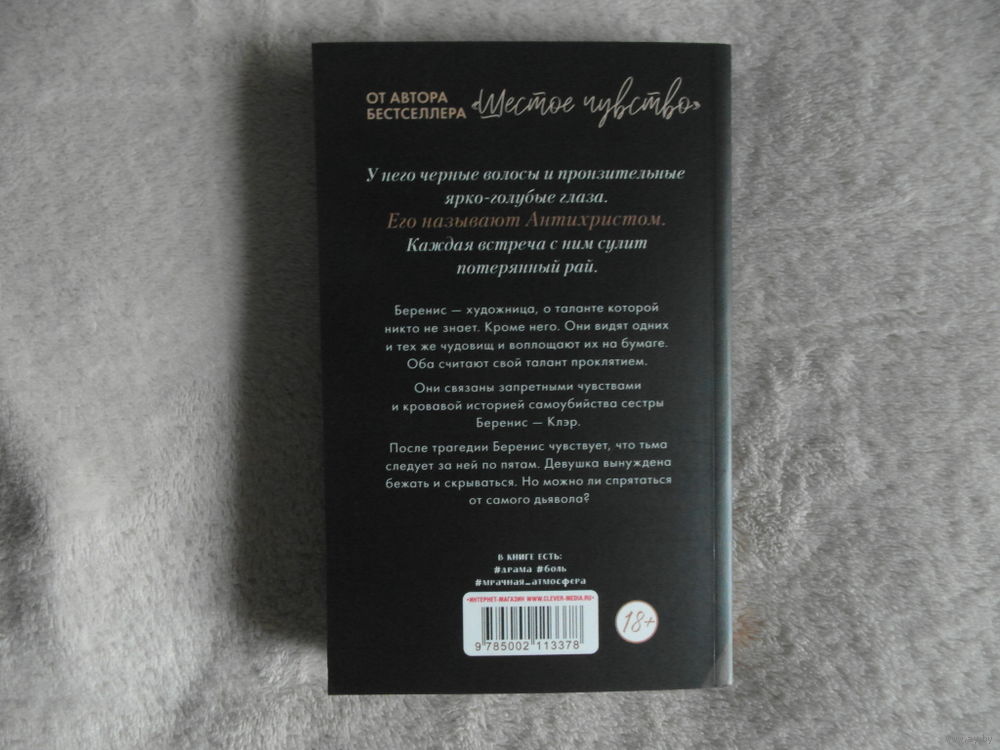 ОТ АВТОРА
БЕСТСЕЛЛЕРА «Шестое чувство»
У него черные волосы и пронзительные
ярко-голубые глаза.
Его называют Антихристом.
Каждая встреча с ним сулит
потерянный рай.
Беренис — художница, о таланте которой
никто не знает. Кроме него. Они видят одних
и тех же чудовищ и воплощают их на бумаге.
Оба считают свой талант проклятием.
Они связаны запретными чувствами
и кровавой историей самоубийства сестры
Беренис — Клэр.
После трагедии Беренис чувствует, что тьма
следует за ней по пятам. Девушка вынуждена
бежать и скрываться. Но можно ли спрятаться
от самого дьявола?
В КНИГЕ ЕСТЬ:
#драма #боль
#мрачная_атмосфера
•ИНТЕРНЕТ-МАГАЗИН WWW.CLEVER-MEDIA.RU•
9 785002 113378
18+